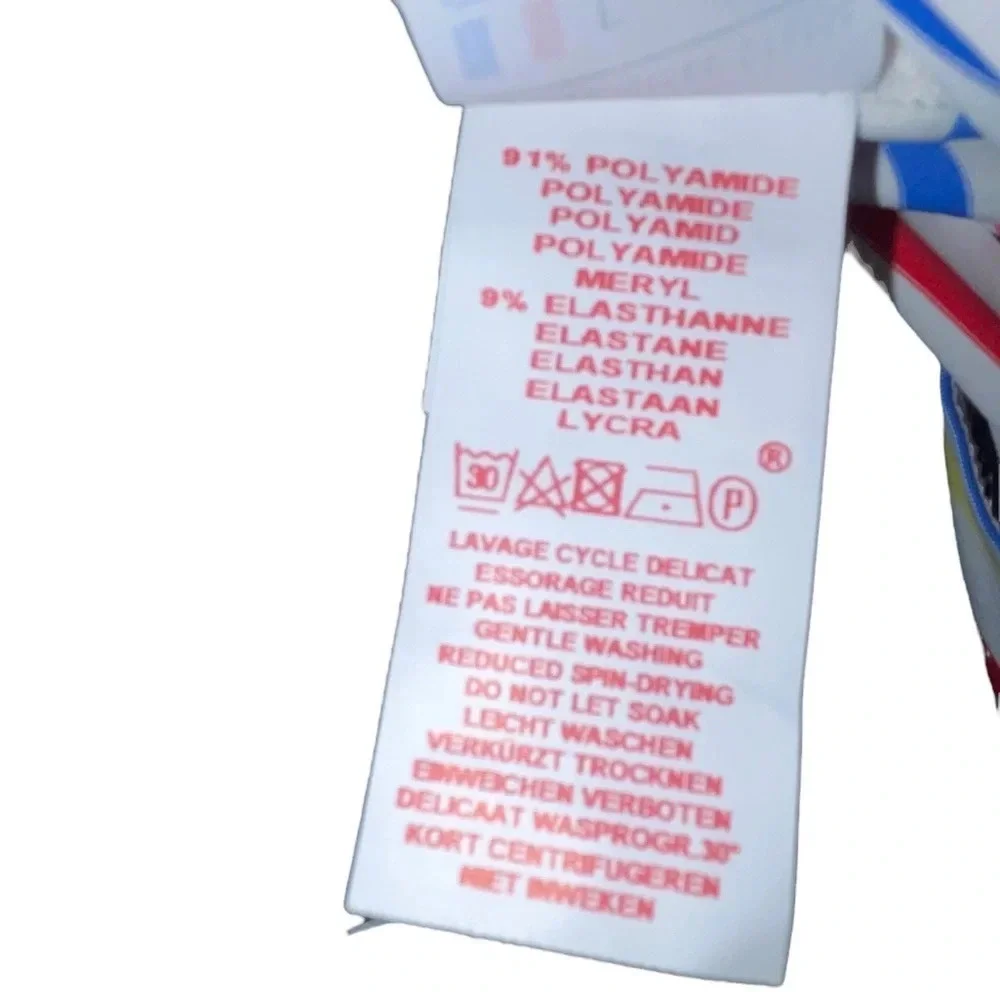 91% POLYAMIDE
POLYAMIDE
POLYAMID
POLYAMIDE
MERYL
9% ELASTHANNE
ELASTANE
ELASTHAN
ELASTAAN
LYCRA
®
30 P
LAVAGE CYCLE DELICAT
ESSORAGE REDUIT
NE PAS LAISSER TREMPER
GENTLE WASHING
REDUCED SPIN-DRYING
DO NOT LET SOAK
LEICHT WASCHEN
VERKÜRZT TROCKNEN
EINWEICHEN VERBOTEN
DELICAAT WASPROGR.30°
KORT CENTRIFUGEREN
NIET INWEKEN